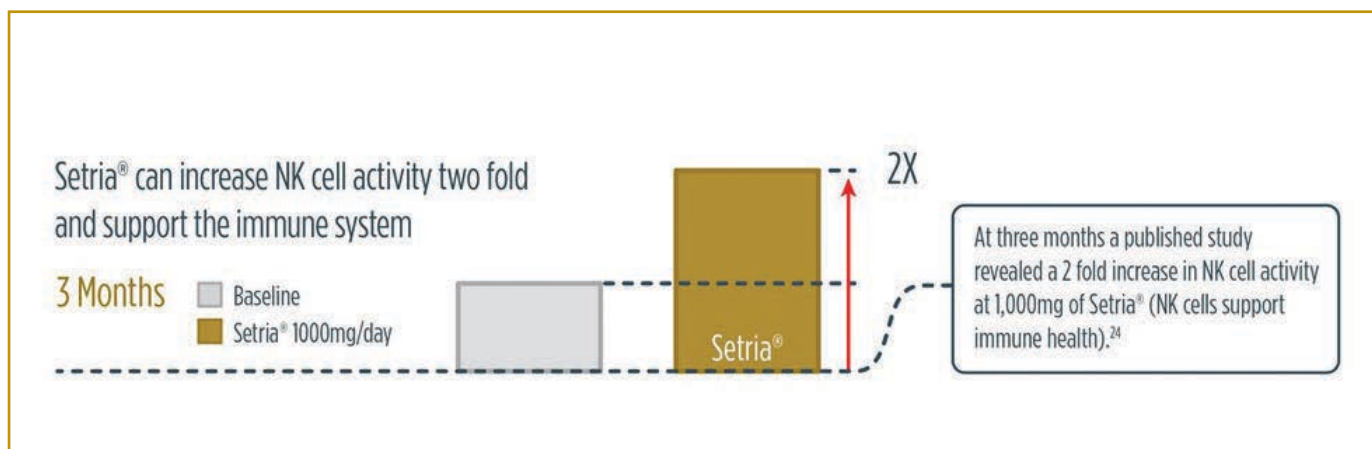 Setria® can increase NK cell activity two fold
and support the immune system
3 Months
Baseline
Setria® 1000mg/day
Setria®
2X
At three months a published study
revealed a 2 fold increase in NK cell activity
at 1,000mg of Setria® (NK cells support
immune health).²⁴